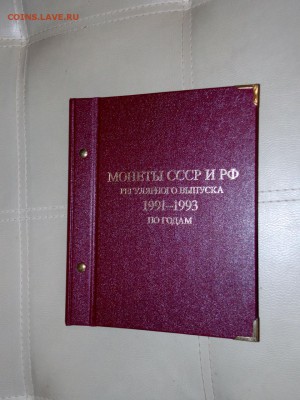 COINS.LAVE.RU
МОНЕТЫ СССР И РФ
РЕГУЛЯРНОГО ВЫПУСКА
1991–1993
ПО ГОДАМ